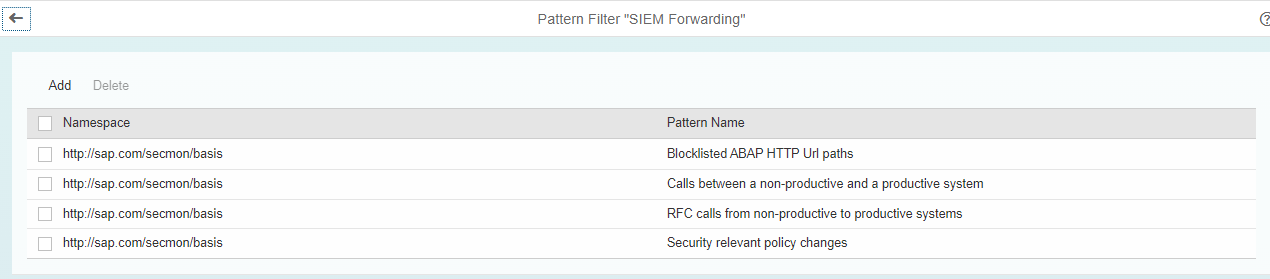 Pattern Filter "SIEM Forwarding"
Add Delete
Namespace Pattern Name
http://sap.com/secmon/basis Blocklisted ABAP HTTP Url paths
http://sap.com/secmon/basis Calls between a non-productive and a productive system
http://sap.com/secmon/basis RFC calls from non-productive to productive systems
http://sap.com/secmon/basis Security relevant policy changes